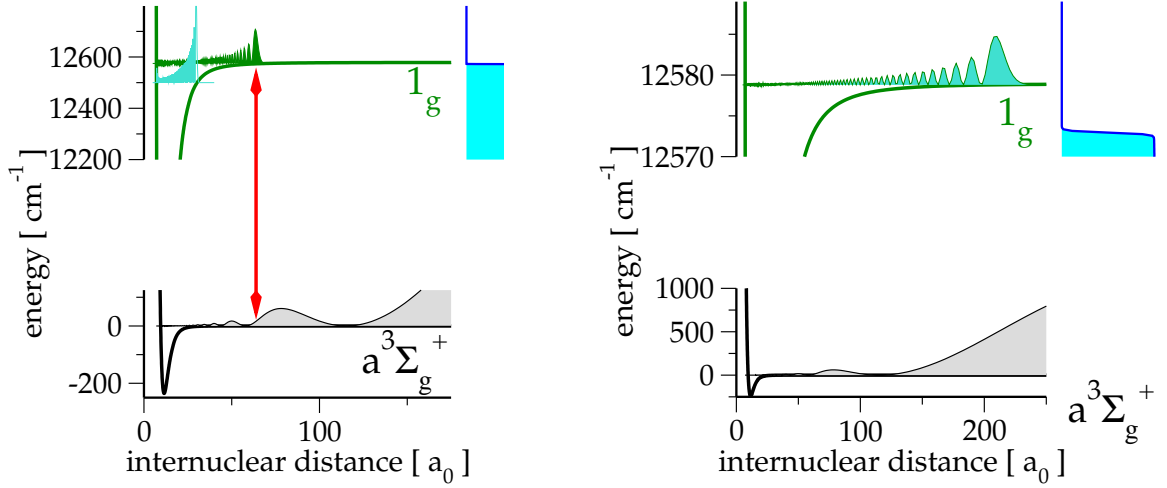 12600
12400
12200
energy [ cm⁻¹ ]
1g
0
-200
a³Σg⁺
0
100
internuclear distance [ a₀ ]
12580
12570
energy [ cm⁻¹ ]
1g
1000
500
0
a³Σg⁺
0
100
200
internuclear distance [ a₀ ]